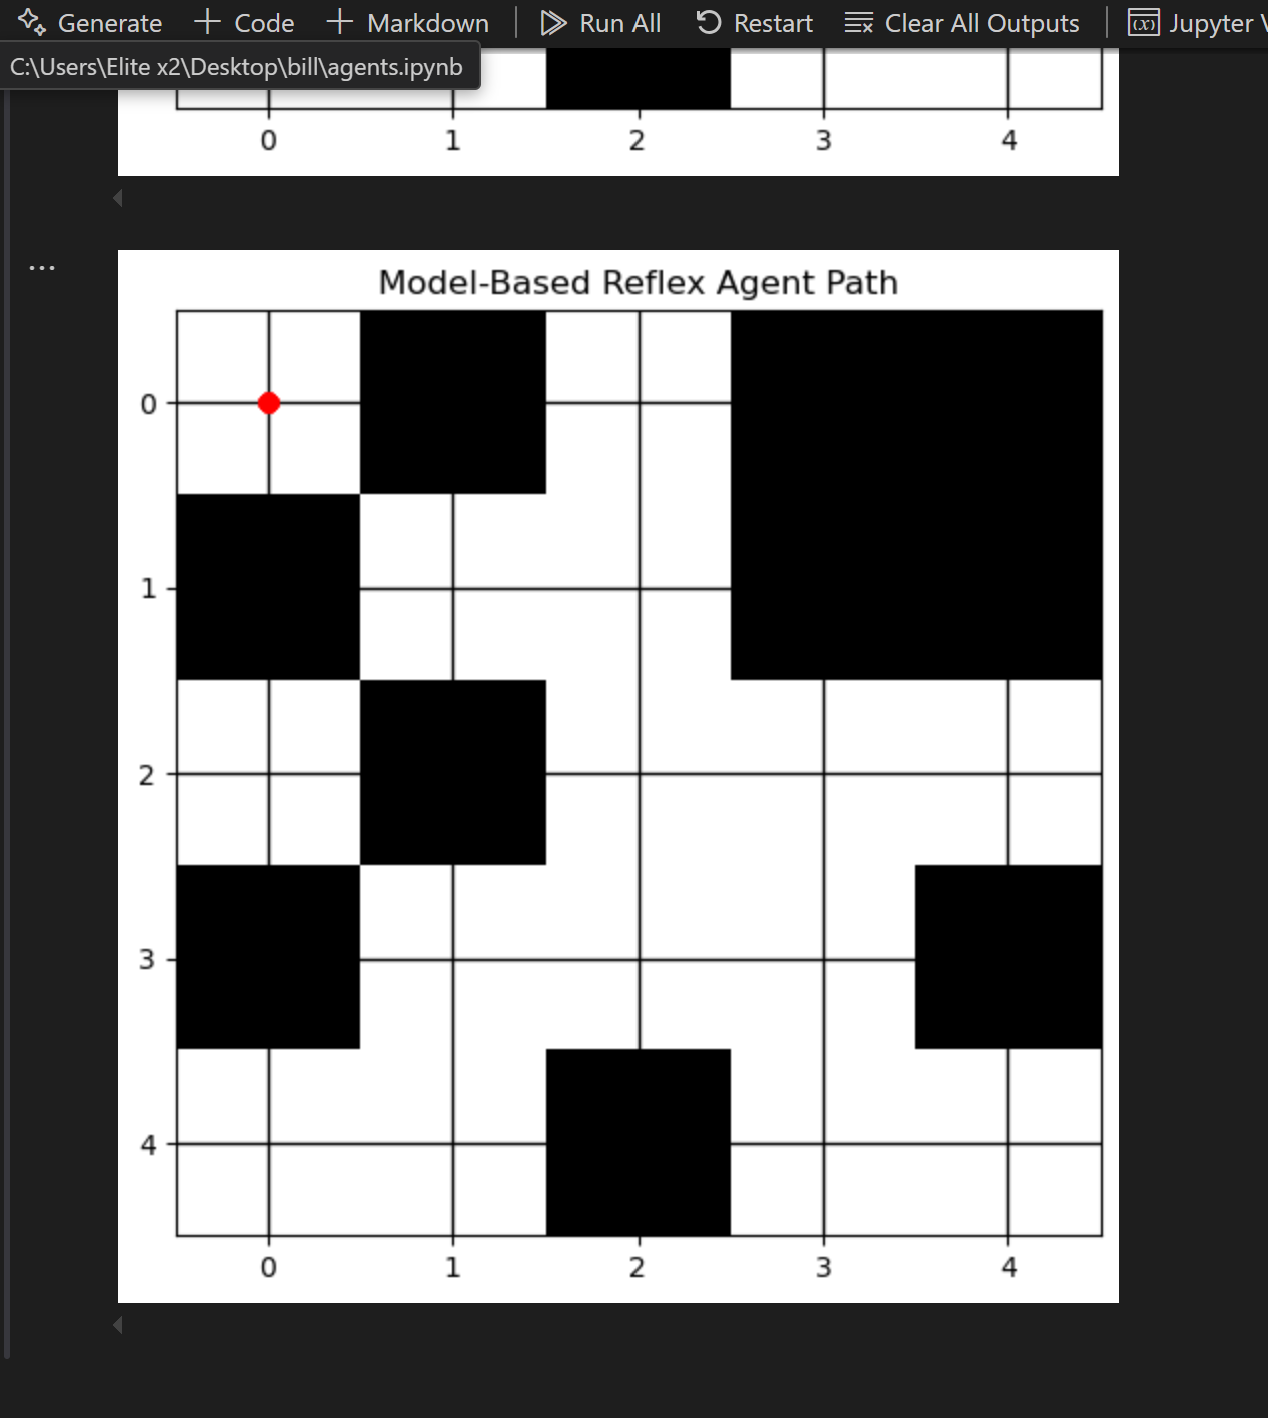 Generate + Code + Markdown Run All Restart Clear All Outputs (x) Jupyter V
C:\Users\Elite x2\Desktop\bill\agents.ipynb
0 1 2 3 4
...
Model-Based Reflex Agent Path
0
1
2
3
4
0 1 2 3 4